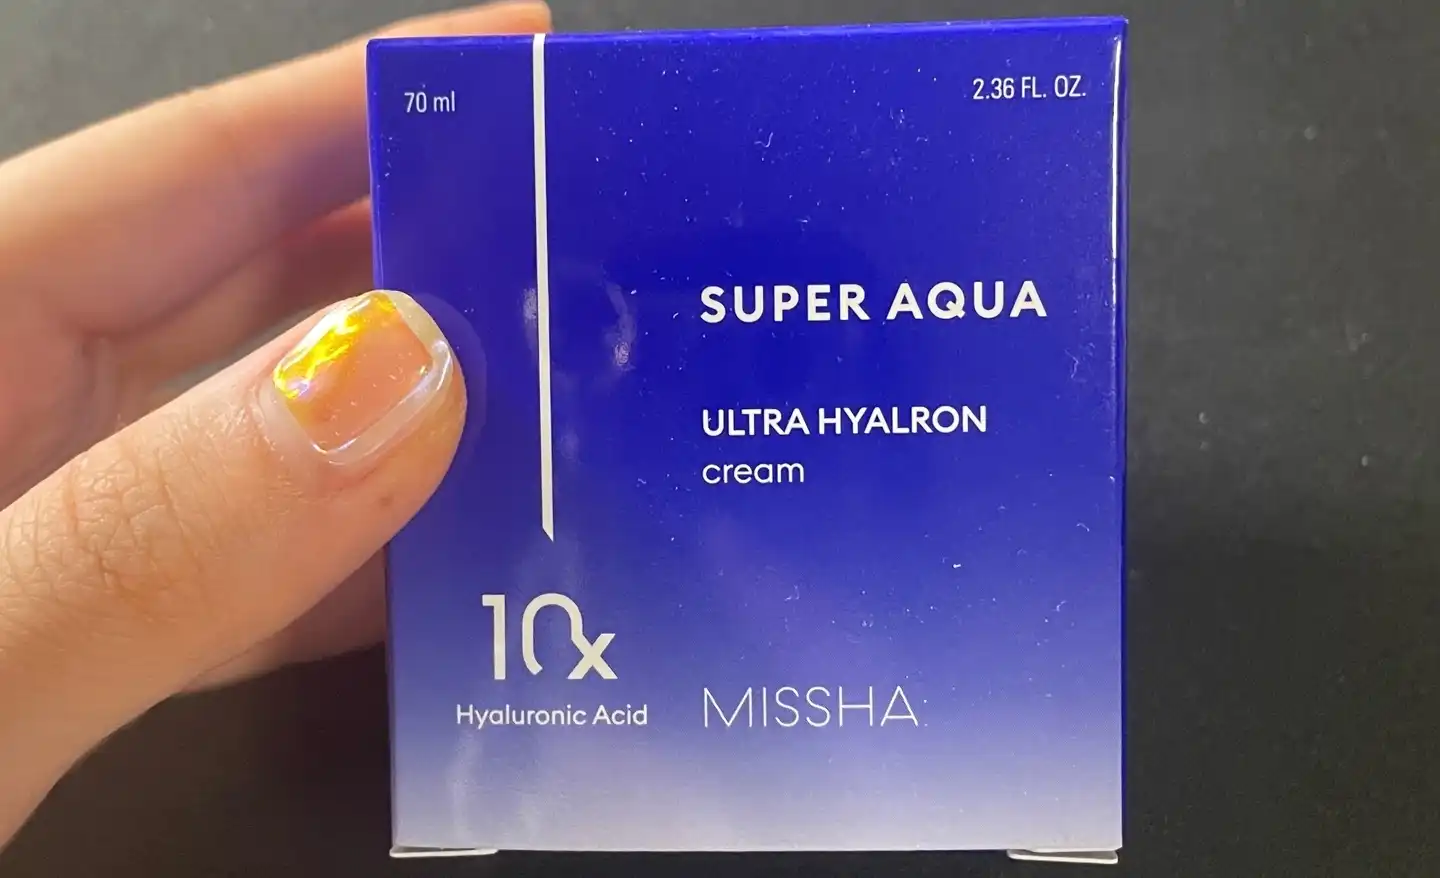 70 ml
2.36 FL. OZ.
SUPER AQUA
ULTRA HYALRON
cream
10x
Hyaluronic Acid
MISSHA